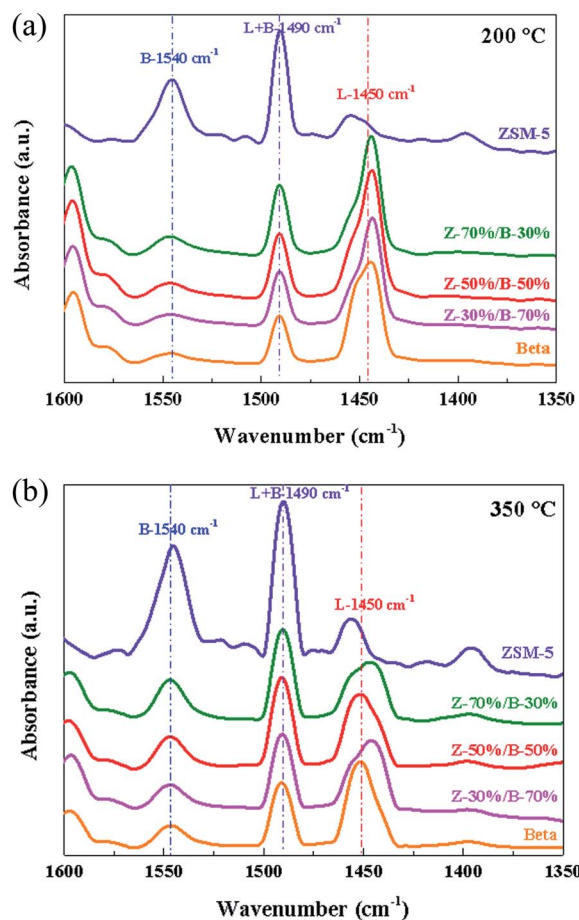 (a)
B-1540 cm⁻¹
L+B-1490 cm⁻¹
200 °C
L-1450 cm⁻¹
ZSM-5
Z-70%/B-30%
Z-50%/B-50%
Z-30%/B-70%
Beta
Absorbance (a.u.)
1600 1550 1500 1450 1400 1350
Wavenumber (cm⁻¹)
(b)
L+B-1490 cm⁻¹
350 °C
B-1540 cm⁻¹
L-1450 cm⁻¹
ZSM-5
Z-70%/B-30%
Z-50%/B-50%
Z-30%/B-70%
Beta
Absorbance (a.u.)
1600 1550 1500 1450 1400 1350
Wavenumber (cm⁻¹)